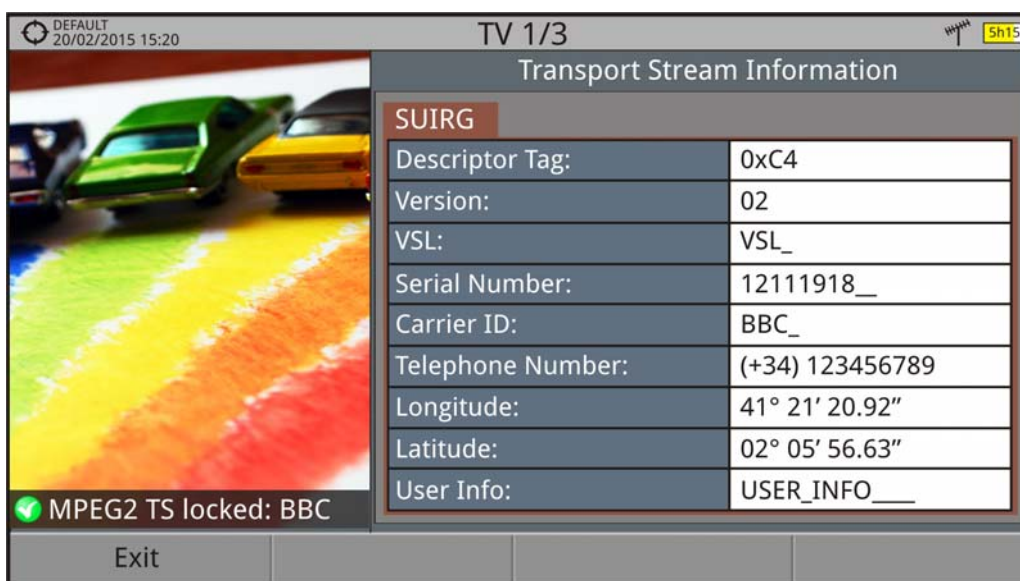 DEFAULT
20/02/2015 15:20
TV 1/3
5h15
Transport Stream Information
SUIRG
Descriptor Tag: 0xC4
Version: 02
VSL: VSL_
Serial Number: 12111918__
Carrier ID: BBC_
Telephone Number: (+34) 123456789
Longitude: 41° 21’ 20.92”
Latitude: 02° 05’ 56.63”
User Info: USER_INFO____
MPEG2 TS locked: BBC
Exit